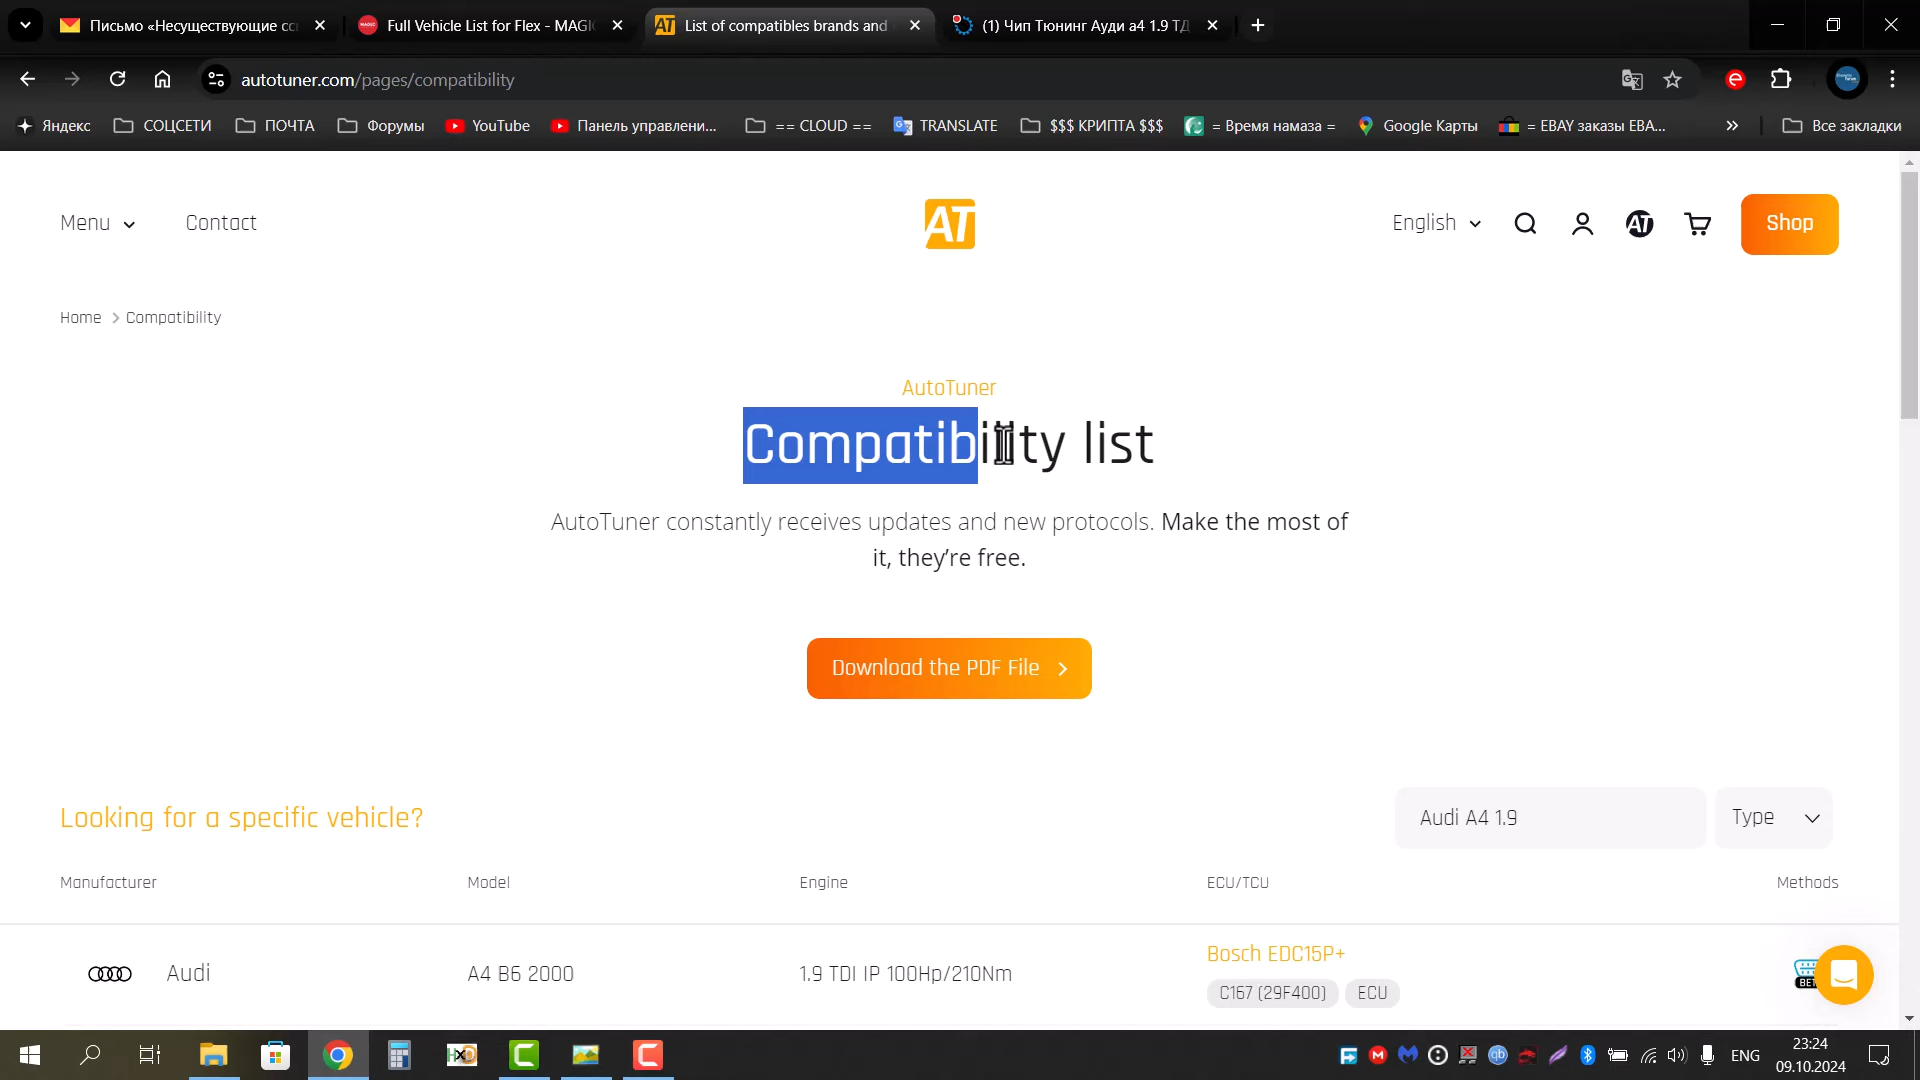 Письмо «Несуществующие сс
Full Vehicle List for Flex - MAGIC
List of compatibles brands and
(1) Чип Тюнинг Ауди а4 1.9 ТД
autotuner.com/pages/compatibility
Яндекс
СОЦСЕТИ
ПОЧТА
Форумы
YouTube
Панель управлени...
== CLOUD ==
TRANSLATE
$$$ КРИПТА $$$
= Время намаза =
Google Карты
= EBAY заказы EBA...
Все закладки
Menu
Contact
AT
English
AT
Shop
Home > Compatibility
AutoTuner
Compatibility list
AutoTuner constantly receives updates and new protocols. Make the most of
it, they're free.
Download the PDF File
Looking for a specific vehicle?
Audi A4 1.9
Type
Manufacturer
Model
Engine
ECU/TCU
Methods
Audi
A4 B6 2000
1.9 TDI IP 100Hp/210Nm
Bosch EDC15P+
C167 (29F400)
ECU
BET
ENG
23:24
09.10.2024